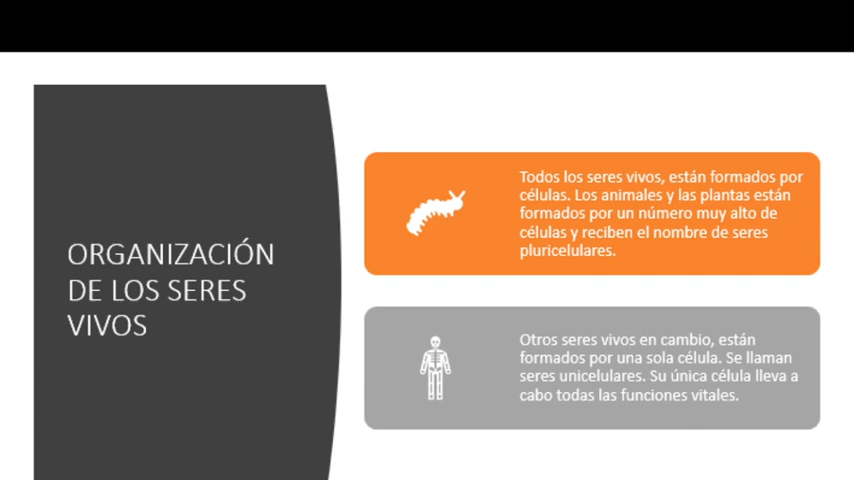 ORGANIZACIÓN
DE LOS SERES
VIVOS
Todos los seres vivos, están formados por
células. Los animales y las plantas están
formados por un número muy alto de
células y reciben el nombre de seres
pluricelulares.
Otros seres vivos en cambio, están
formados por una sola célula. Se llaman
seres unicelulares. Su única célula lleva a
cabo todas las funciones vitales.